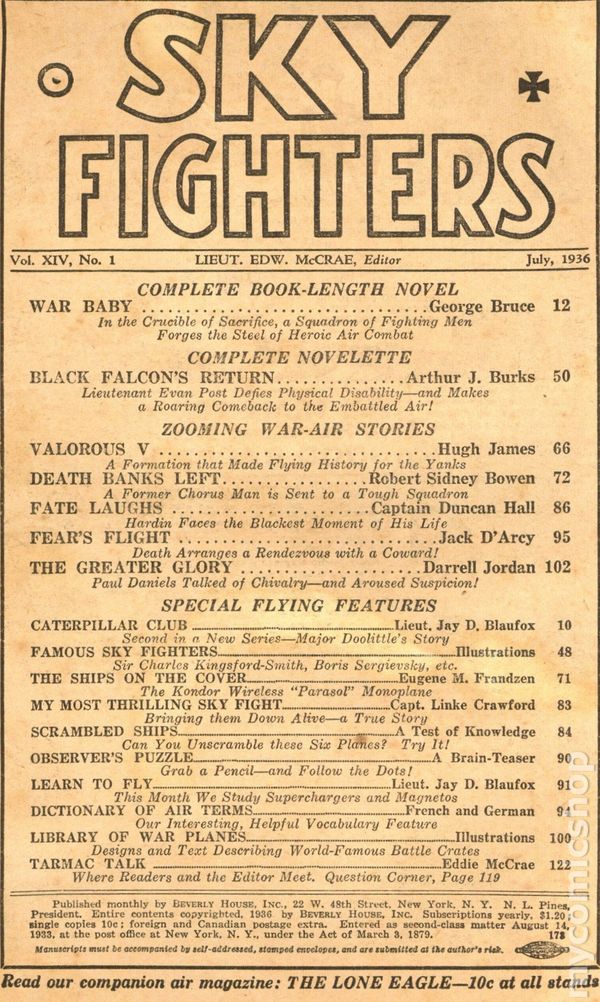 SKY
FIGHTERS
Vol. XIV, No. 1 LIEUT. EDW. McCRAE, Editor July, 1936
COMPLETE BOOK-LENGTH NOVEL
WAR BABY ................................George Bruce 12
In the Crucible of Sacrifice, a Squadron of Fighting Men
Forges the Steel of Heroic Air Combat
COMPLETE NOVELETTE
BLACK FALCON'S RETURN..............Arthur J. Burks 50
Lieutenant Evan Post Defies Physical Disability—and Makes
a Roaring Comeback to the Embattled Air!
ZOOMING WAR-AIR STORIES
VALOROUS V ...............................Hugh James 66
A Formation that Made Flying History for the Yanks
DEATH BANKS LEFT................Robert Sidney Bowen 72
A Former Chorus Man is Sent to a Tough Squadron
FATE LAUGHS ......................Captain Duncan Hall 86
Hardin Faces the Blackest Moment of His Life
FEAR'S FLIGHT .............................Jack D'Arcy 95
Death Arranges a Rendezvous with a Coward!
THE GREATER GLORY ....................Darrell Jordan 102
Paul Daniels Talked of Chivalry—and Aroused Suspicion!
SPECIAL FLYING FEATURES
CATERPILLAR CLUB ........................Lieut. Jay D. Blaufox 10
Second in a New Series—Major Doolittle's Story
FAMOUS SKY FIGHTERS........................Illustrations 48
Sir Charles Kingsford-Smith, Boris Sergievsky, etc.
THE SHIPS ON THE COVER........................Eugene M. Frandzen 71
The Kondor Wireless "Parasol" Monoplane
MY MOST THRILLING SKY FIGHT................Capt. Linke Crawford 83
Bringing them Down Alive—a True Story
SCRAMBLED SHIPS........................A Test of Knowledge 84
Can You Unscramble these Six Planes? Try It!
OBSERVER'S PUZZLE........................A Brain-Teaser 90
Grab a Pencil—and Follow the Dots!
LEARN TO FLY........................Lieut. Jay D. Blaufox 91
This Month We Study Superchargers and Magnetos
DICTIONARY OF AIR TERMS........................French and German 94
Our Interesting, Helpful Vocabulary Feature
LIBRARY OF WAR PLANES........................Illustrations 100
Designs and Text Describing World-Famous Battle Crates
TARMAC TALK ........................Eddie McCrae 122
Where Readers and the Editor Meet. Question Corner, Page 119
Published monthly by BEVERLY HOUSE, INC., 22 W. 48th Street, New York, N. Y. N. L. Pines,
President. Entire contents copyrighted, 1936 by BEVERLY HOUSE, INC. Subscriptions yearly, $1.20;
single copies 10c; foreign and Canadian postage extra. Entered as second-class matter August 14,
1933, at the post office at New York, N. Y., under the Act of March 3, 1879. 178
Manuscripts must be accompanied by self-addressed, stamped envelopes, and are submitted at the author's risk.
Read our companion air magazine: THE LONE EAGLE—10c at all stands
mycomicshop